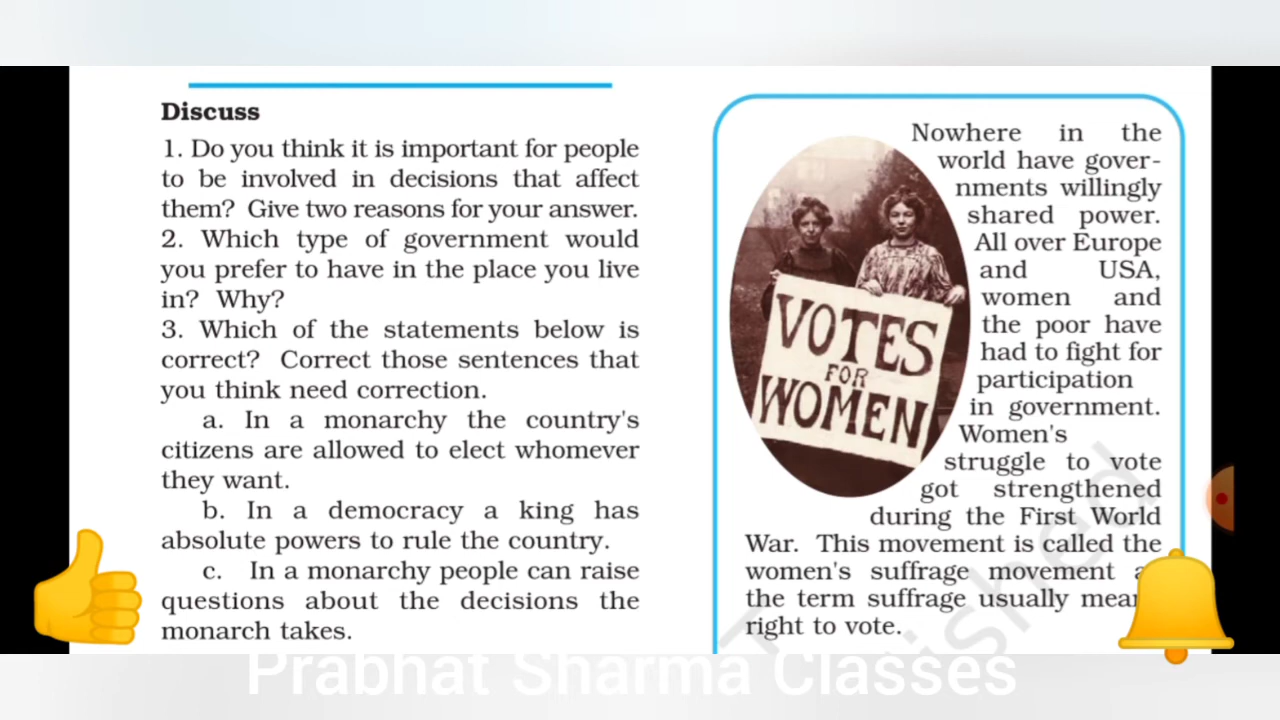 Discuss
1. Do you think it is important for people
to be involved in decisions that affect
them? Give two reasons for your answer.
2. Which type of government would
you prefer to have in the place you live
in? Why?
3. Which of the statements below is
correct? Correct those sentences that
you think need correction.
a. In a monarchy the country's
citizens are allowed to elect whomever
they want.
b. In a democracy a king has
absolute powers to rule the country.
c. In a monarchy people can raise
questions about the decisions the
monarch takes.
Nowhere in the
world have gover-
nments willingly
shared power.
All over Europe
and USA,
women and
the poor have
had to fight for
participation
in government.
Women's
struggle to vote
got strengthened
during the First World
War. This movement is called the
women's suffrage movement
the term suffrage usually
right to vote.
VOTES
FOR
WOMEN
Prabhat Sharma Classes